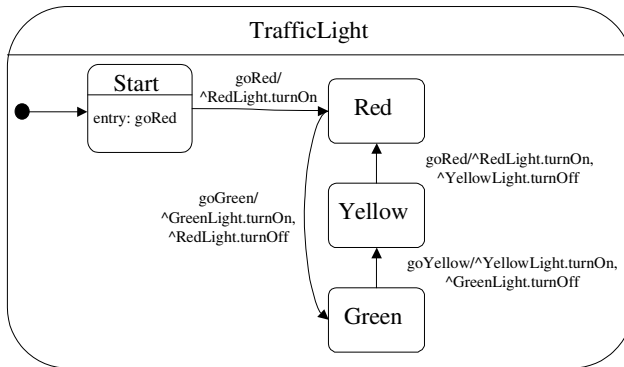 TrafficLight
Start
entry: goRed
goRed/
^RedLight.turnOn
Red
goRed/^RedLight.turnOn,
^YellowLight.turnOff
goGreen/
^GreenLight.turnOn,
^RedLight.turnOff
Yellow
goYellow/^YellowLight.turnOn,
^GreenLight.turnOff
Green